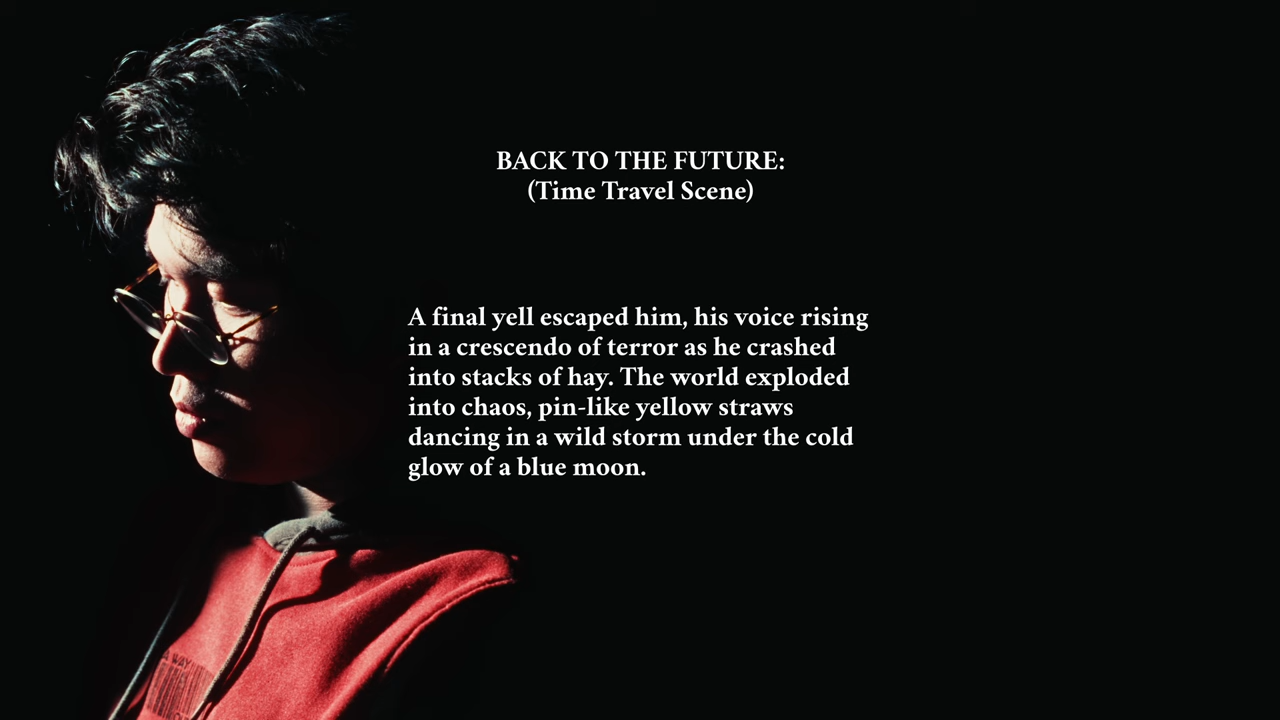 BACK TO THE FUTURE:
(Time Travel Scene)
A final yell escaped him, his voice rising
in a crescendo of terror as he crashed
into stacks of hay. The world exploded
into chaos, pin-like yellow straws
dancing in a wild storm under the cold
glow of a blue moon.
WAY